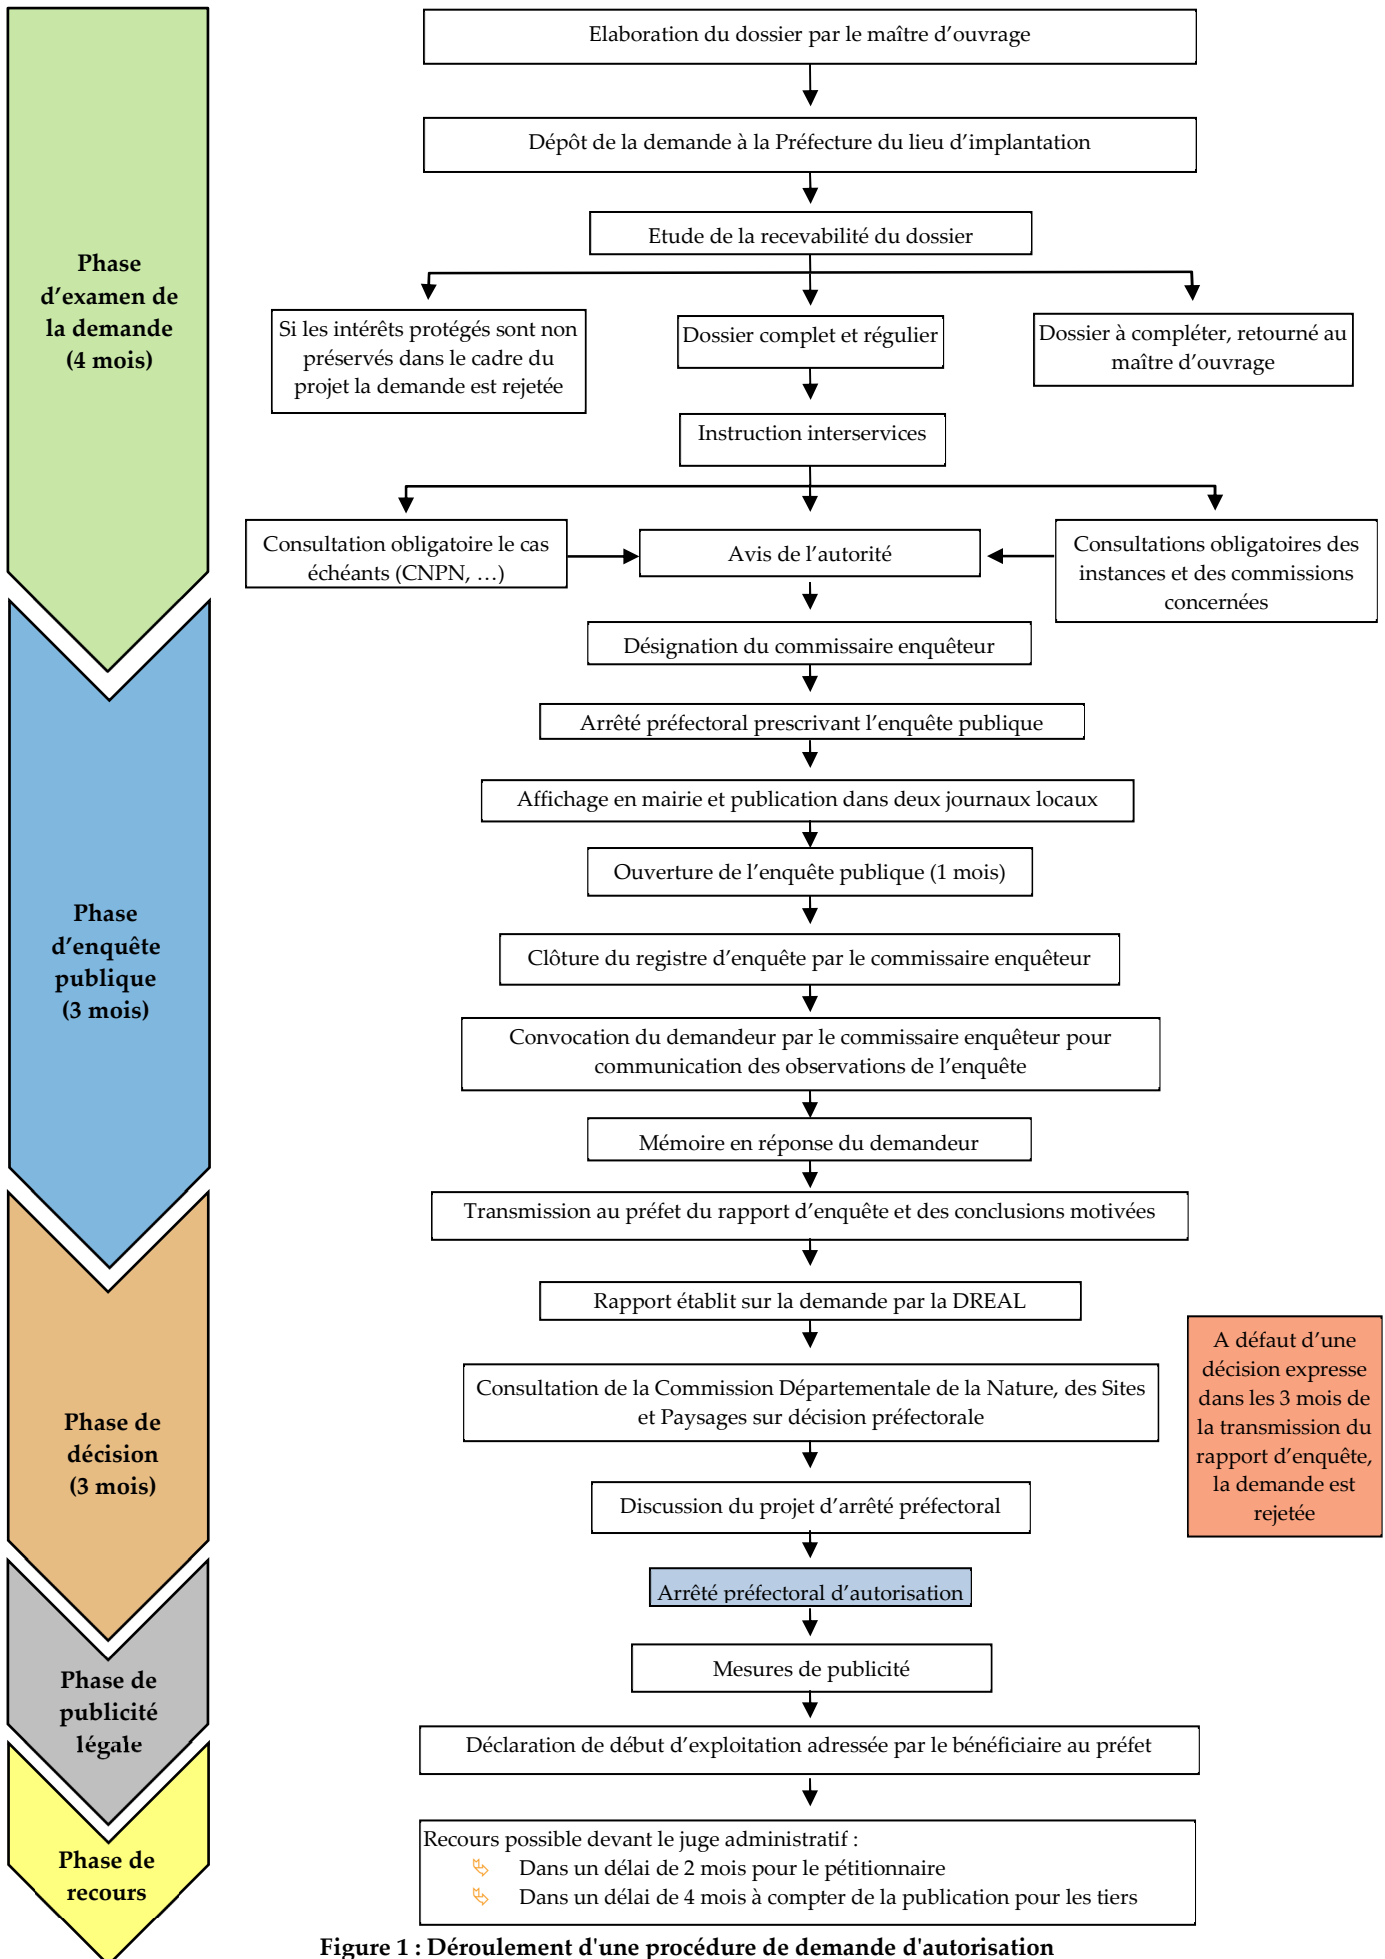 Elaboration du dossier par le maître d'ouvrage
Dépôt de la demande à la Préfecture du lieu d'implantation
Etude de la recevabilité du dossier
Phase
d'examen de
la demande
(4 mois)
Si les intérêts protégés sont non
préservés dans le cadre du
projet la demande est rejetée
Dossier complet et régulier
Dossier à compléter, retourné au
maître d'ouvrage
Instruction interservices
Consultation obligatoire le cas
échéants (CNPN, …)
Avis de l'autorité
Consultations obligatoires des
instances et des commissions
concernées
Désignation du commissaire enquêteur
Arrêté préfectoral prescrivant l'enquête publique
Affichage en mairie et publication dans deux journaux locaux
Ouverture de l'enquête publique (1 mois)
Phase
d'enquête
publique
(3 mois)
Clôture du registre d'enquête par le commissaire enquêteur
Convocation du demandeur par le commissaire enquêteur pour
communication des observations de l'enquête
Mémoire en réponse du demandeur
Transmission au préfet du rapport d'enquête et des conclusions motivées
Rapport établit sur la demande par la DREAL
Consultation de la Commission Départementale de la Nature, des Sites
et Paysages sur décision préfectorale
A défaut d'une
décision expresse
dans les 3 mois de
la transmission du
rapport d'enquête,
la demande est
rejetée
Phase de
décision
(3 mois)
Discussion du projet d'arrêté préfectoral
Arrêté préfectoral d'autorisation
Mesures de publicité
Phase de
publicité
légale
Déclaration de début d'exploitation adressée par le bénéficiaire au préfet
Recours possible devant le juge administratif :
Dans un délai de 2 mois pour le pétitionnaire
Dans un délai de 4 mois à compter de la publication pour les tiers
Phase de
recours
Figure 1 : Déroulement d'une procédure de demande d'autorisation